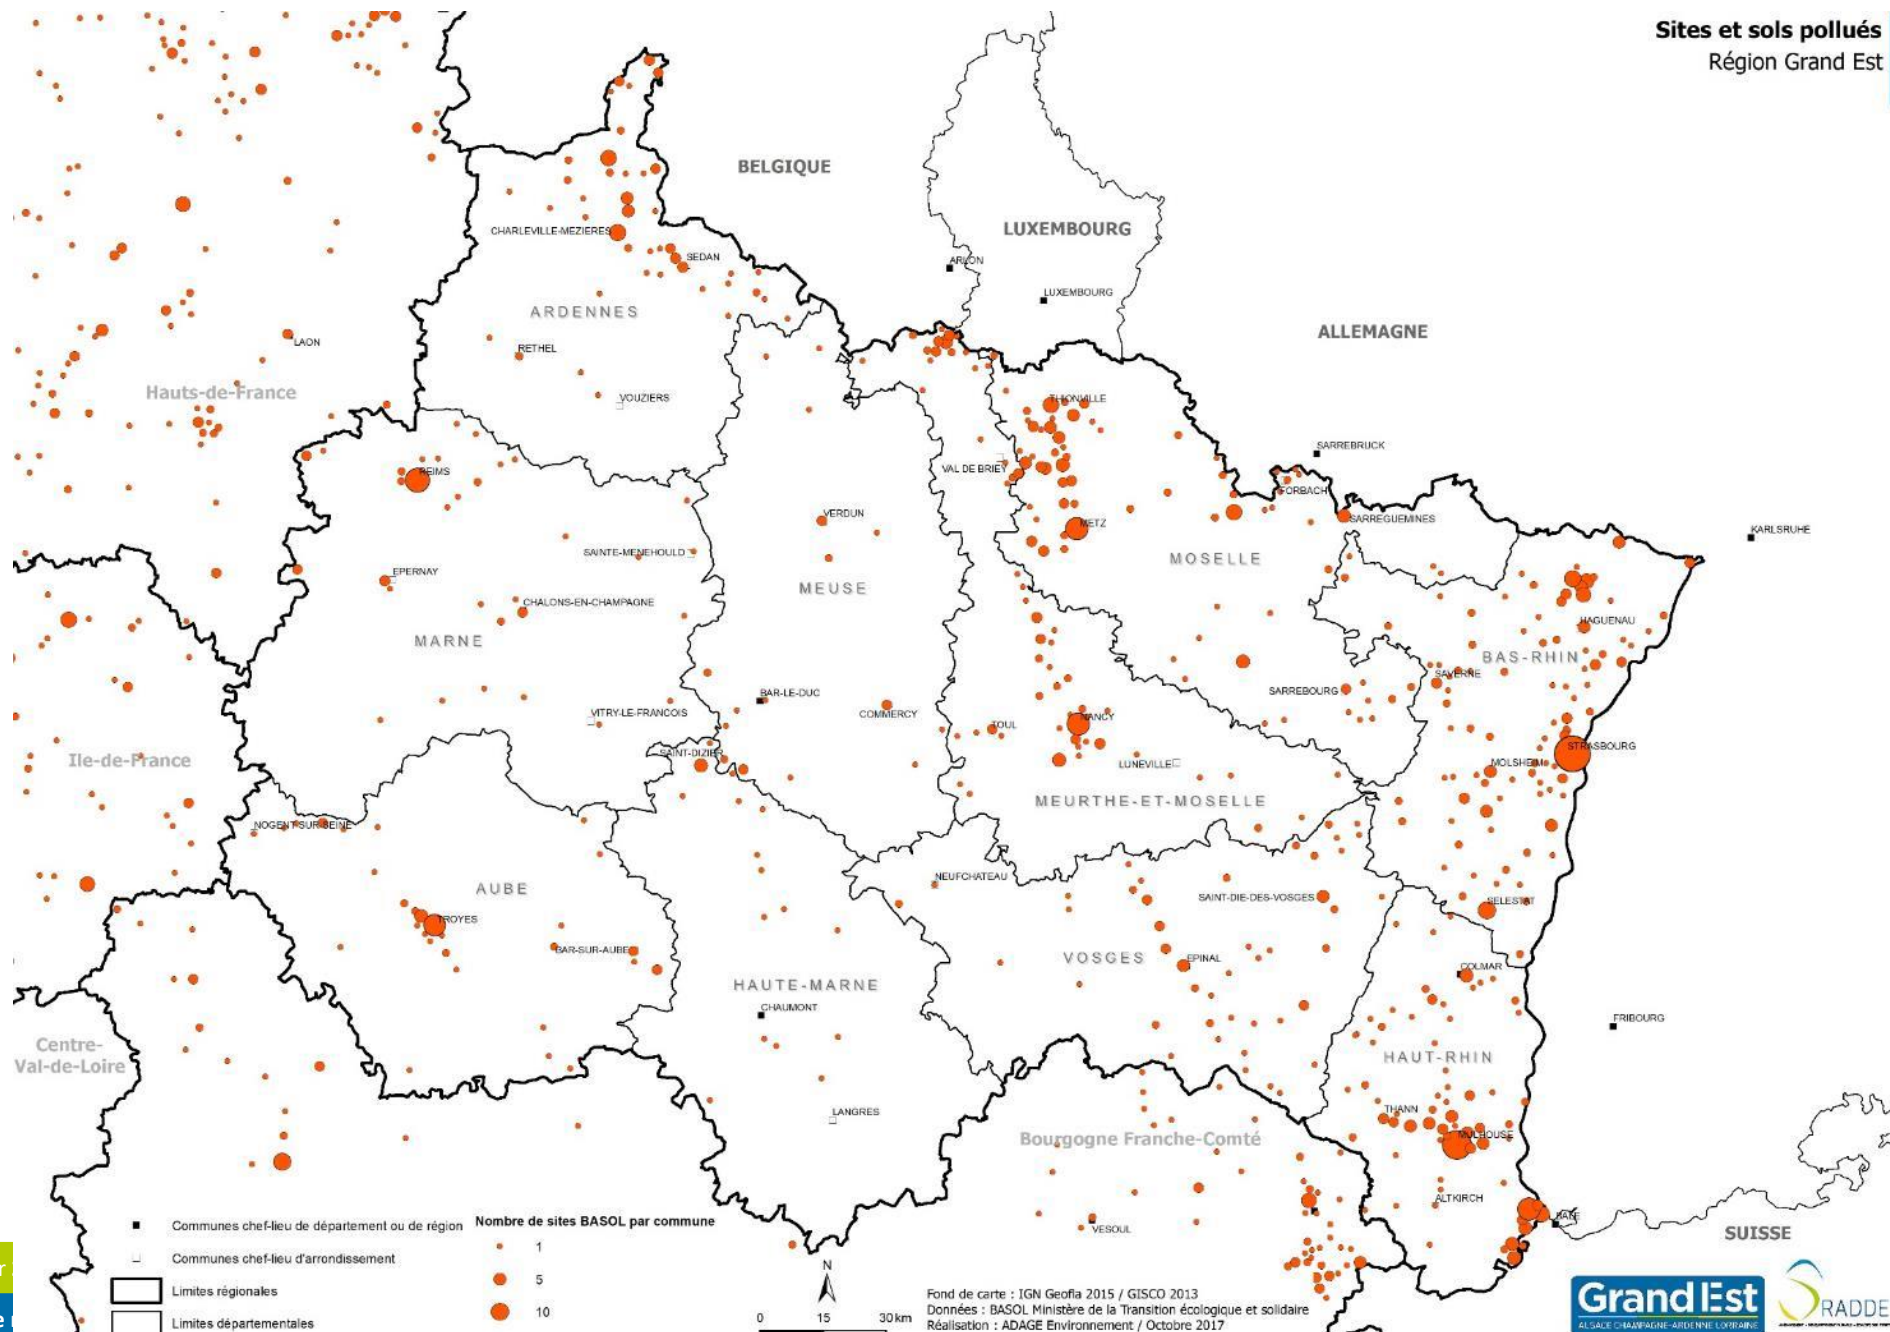 Sites et sols pollués
Région Grand Est
BELGIQUE
LUXEMBOURG
CHARLEVILLE-MEZIERES
SEDAN
ARLON
LUXEMBOURG
ARDENNES
ALLEMAGNE
LAON
RETHEL
Hauts-de-France
VOUZIERS
THIONVILLE
SARREBRUCK
REIMS
VAL DE BRIEY
FORBACH
VERDUN
METZ
SARREGUEMINES
KARLSRUHE
SAINTE-MENEHOULD
MOSELLE
EPERNAY
MEUSE
CHALONS-EN-CHAMPAGNE
HAGUENAU
MARNE
BAS-RHIN
SAVERNE
BAR-LE-DUC
SARREBOURG
VITRY-LE-FRANCOIS
COMMERCY
NANCY
TOUL
STRASBOURG
Ile-de-France
SAINT-DIZIER
LUNEVILLE
MOLSHEIM
MEURTHE-ET-MOSELLE
NOGENT-SUR-SEINE
NEUFCHATEAU
AUBE
SAINT-DIE-DES-VOSGES
SELESTAT
TROYES
BAR-SUR-AUBE
VOSGES
EPINAL
COLMAR
HAUTE-MARNE
CHAUMONT
FRIBOURG
Centre-
Val-de-Loire
HAUT-RHIN
LANGRES
THANN
Bourgogne Franche-Comté
MULHOUSE
ALTKIRCH
BALE
VESOUL
SUISSE
Communes chef-lieu de département ou de région
Communes chef-lieu d'arrondissement
Limites régionales
Limites départementales
Nombre de sites BASOL par commune
1
5
10
N
0 15 30 km
Fond de carte : IGN Geofla 2015 / GISCO 2013
Données : BASOL Ministère de la Transition écologique et solidaire
Réalisation : ADAGE Environnement / Octobre 2017
Grand Est
ALSACE CHAMPAGNE-ARDENNE LORRAINE
SRADDE